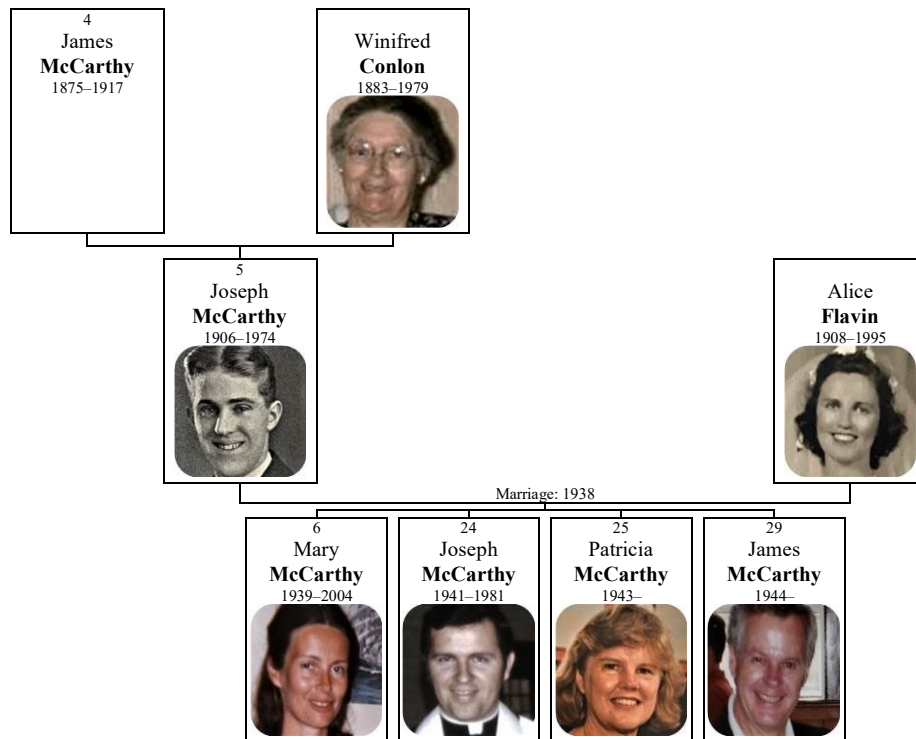 4
James
McCarthy
1875–1917
Winifred
Conlon
1883–1979
5
Joseph
McCarthy
1906–1974
Alice
Flavin
1908–1995
Marriage: 1938
6
Mary
McCarthy
1939–2004
24
Joseph
McCarthy
1941–1981
25
Patricia
McCarthy
1943–
29
James
McCarthy
1944–